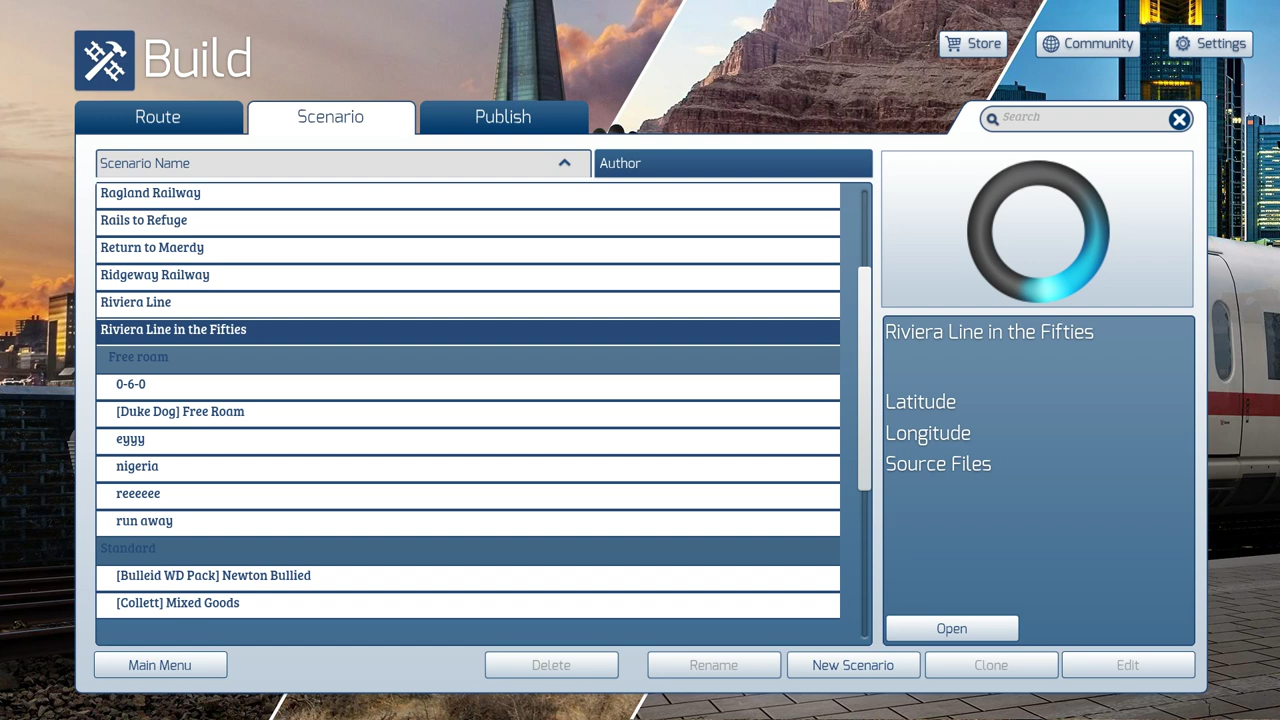 Build
Store
Community
Settings
Route
Scenario
Publish
Search
Scenario Name
Author
Ragland Railway
Rails to Refuge
Return to Maerdy
Ridgeway Railway
Riviera Line
Riviera Line in the Fifties
Free roam
0-6-0
[Duke Dog] Free Roam
eyyy
nigeria
reeeeee
run away
Standard
[Bulleid WD Pack] Newton Bullied
[Collett] Mixed Goods
Riviera Line in the Fifties
Latitude
Longitude
Source Files
Open
Main Menu
Delete
Rename
New Scenario
Clone
Edit